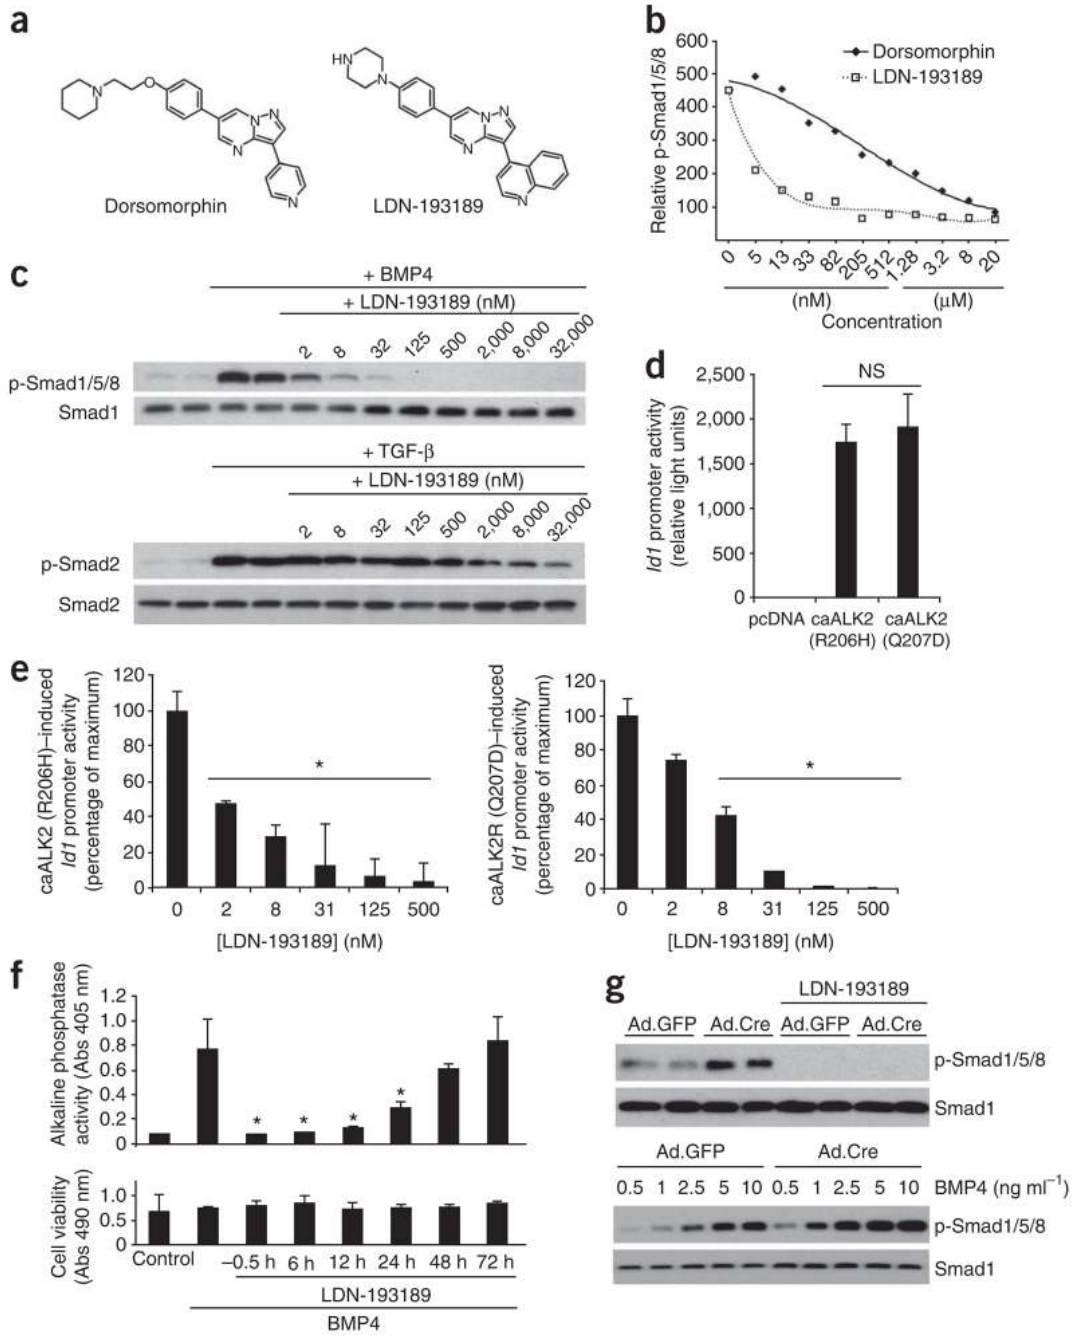 a
HN
N
N
O
N
N
N
N
N
N
N
N
Dorsomorphin
LDN-193189
b
Relative p-Smad1/5/8
600
500
400
300
200
100
Dorsomorphin
LDN-193189
0 5 13 33 82 205 512 1.28 3.2 8 20
(nM) (μM)
Concentration
c
+ BMP4
+ LDN-193189 (nM)
2 8 32 125 500 2,000 8,000 32,000
p-Smad1/5/8
Smad1
+ TGF-β
+ LDN-193189 (nM)
2 8 32 125 500 2,000 8,000 32,000
p-Smad2
Smad2
d
Id1 promoter activity
(relative light units)
2,500
2,000
1,500
1,000
500
0
NS
pcDNA caALK2 caALK2
(R206H) (Q207D)
e
caALK2 (R206H)–induced
Id1 promoter activity
(percentage of maximum)
120
100
80
60
40
20
0
*
0 2 8 31 125 500
[LDN-193189] (nM)
caALK2R (Q207D)–induced
Id1 promoter activity
(percentage of maximum)
120
100
80
60
40
20
0
*
0 2 8 31 125 500
[LDN-193189] (nM)
f
Alkaline phosphatase
activity (Abs 405 nm)
1.2
1.0
0.8
0.6
0.4
0.2
0
* * * *
Cell viability
(Abs 490 nm)
1.0
0.5
0
Control –0.5 h 6 h 12 h 24 h 48 h 72 h
LDN-193189
BMP4
g
LDN-193189
Ad.GFP Ad.Cre Ad.GFP Ad.Cre
p-Smad1/5/8
Smad1
Ad.GFP Ad.Cre
0.5 1 2.5 5 10 0.5 1 2.5 5 10 BMP4 (ng ml⁻¹)
p-Smad1/5/8
Smad1